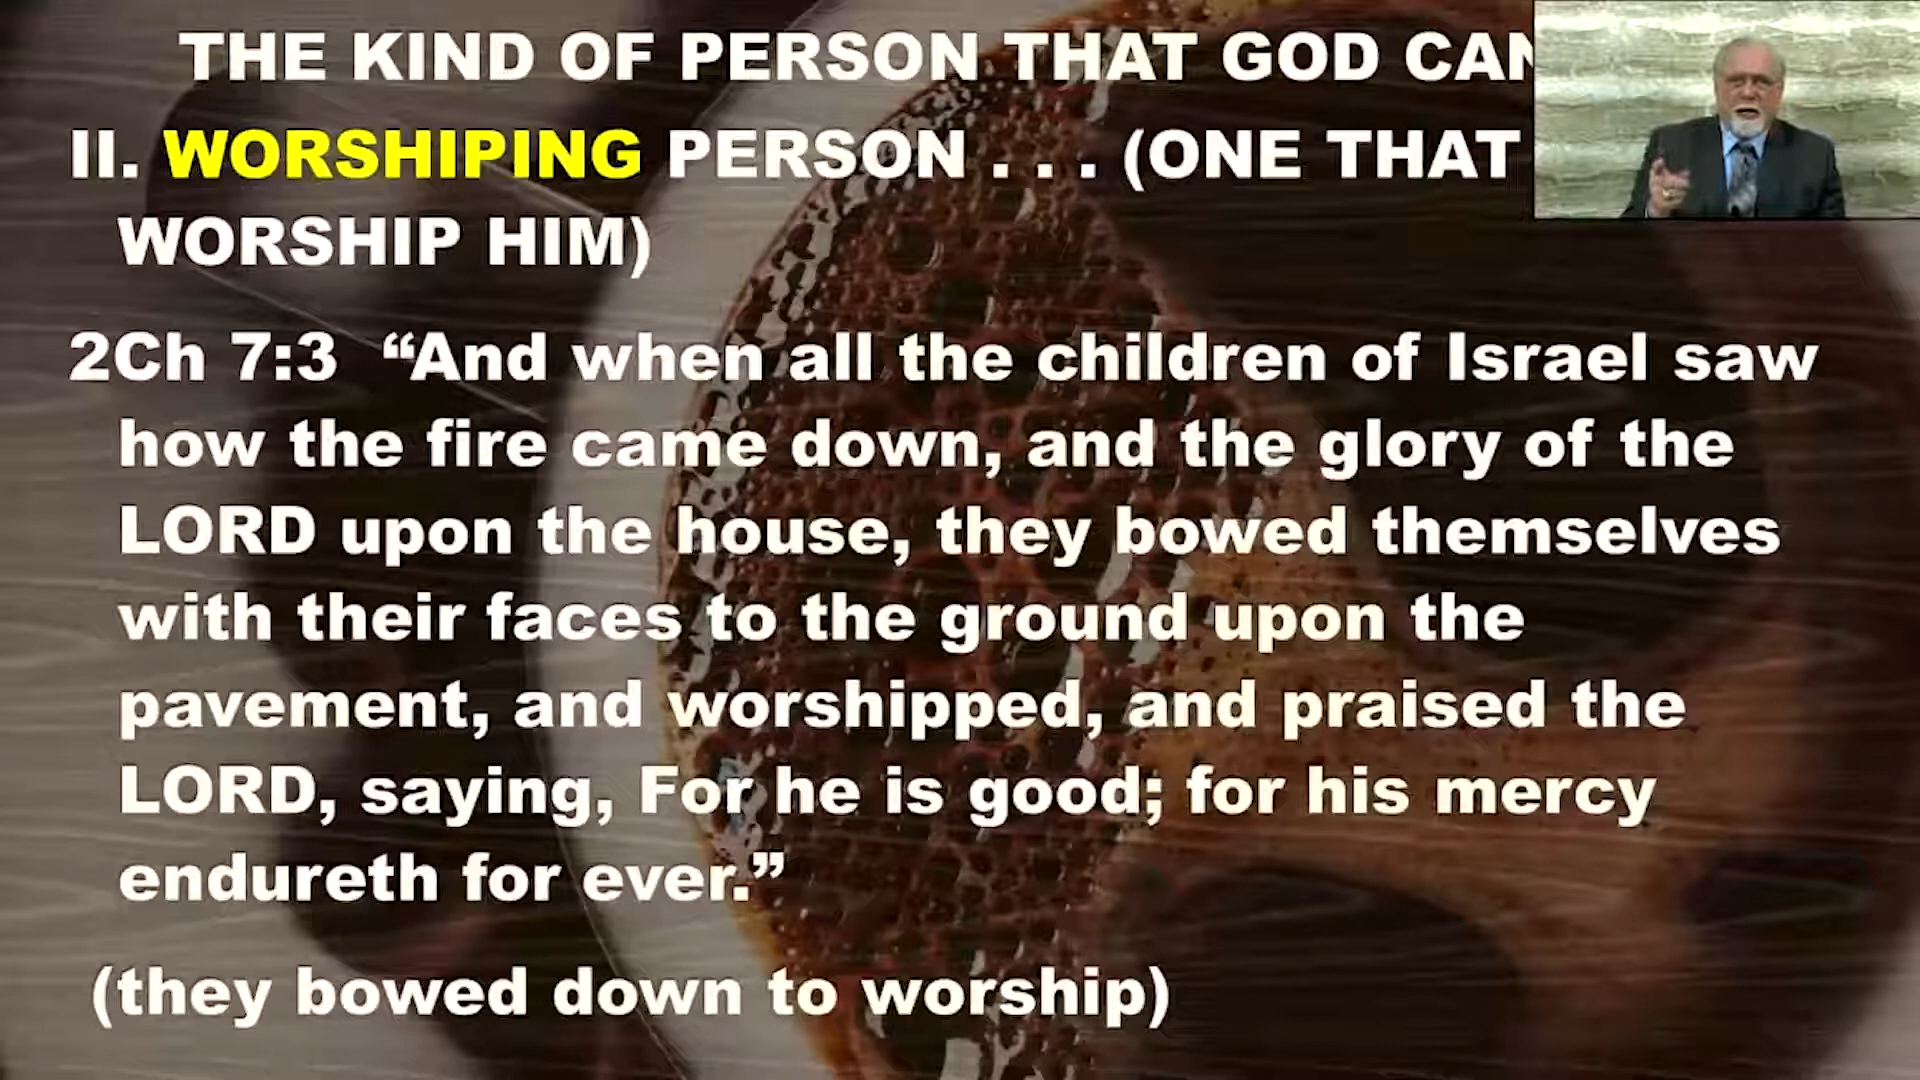 THE KIND OF PERSON THAT GOD CAN
II. WORSHIPING PERSON . . . (ONE THAT
WORSHIP HIM)
2Ch 7:3 “And when all the children of Israel saw
how the fire came down, and the glory of the
LORD upon the house, they bowed themselves
with their faces to the ground upon the
pavement, and worshipped, and praised the
LORD, saying, For he is good; for his mercy
endureth for ever.”
(they bowed down to worship)